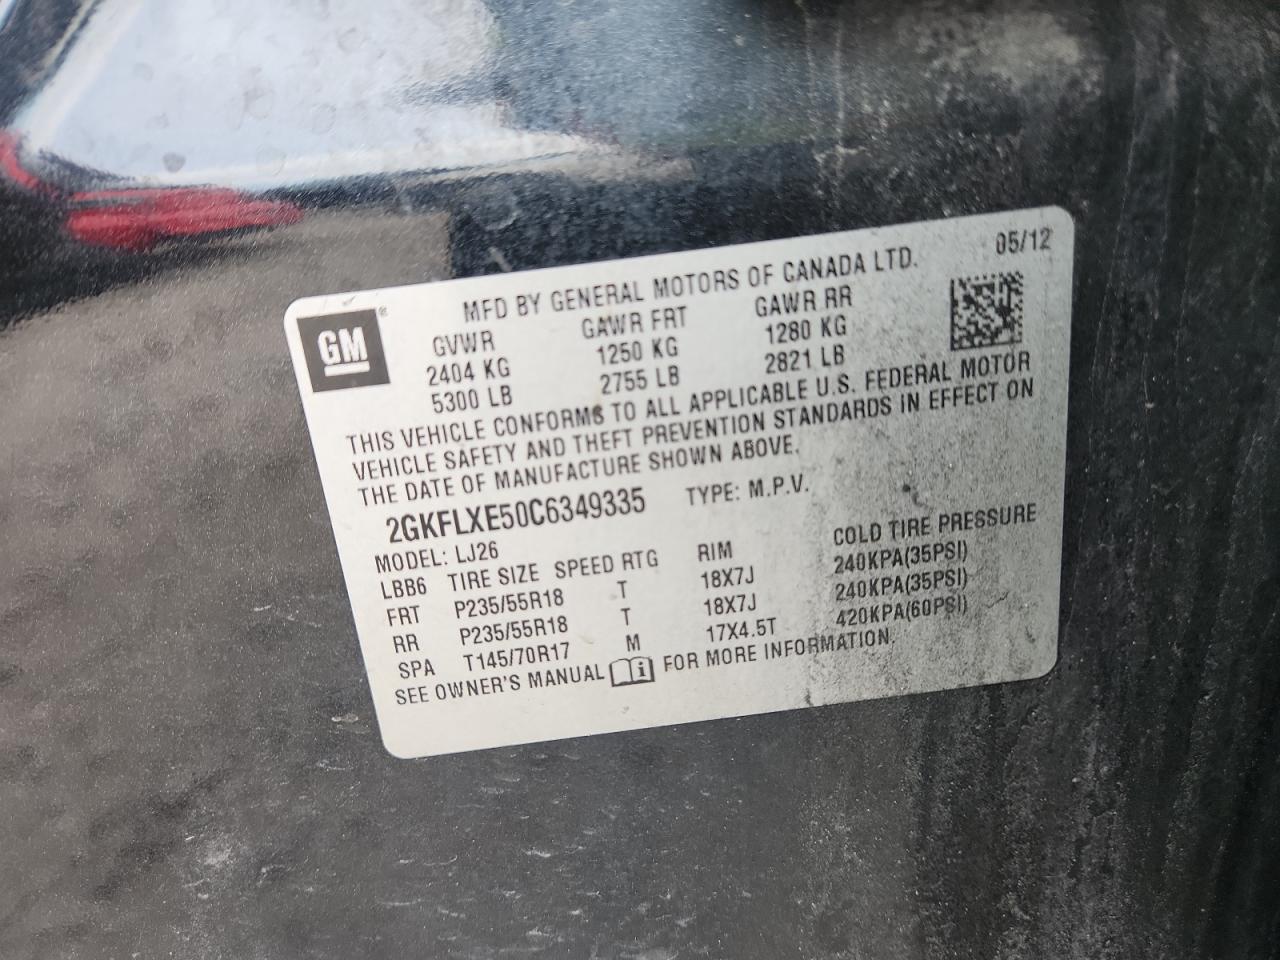 GM®
MFD BY GENERAL MOTORS OF CANADA LTD. 05/12
GVWR GAWR FRT GAWR RR
2404 KG 1250 KG 1280 KG
5300 LB 2755 LB 2821 LB
THIS VEHICLE CONFORMS TO ALL APPLICABLE U.S. FEDERAL MOTOR
VEHICLE SAFETY AND THEFT PREVENTION STANDARDS IN EFFECT ON
THE DATE OF MANUFACTURE SHOWN ABOVE.
2GKFLXE50C6349335 TYPE: M.P.V.
MODEL: LJ26
LBB6 TIRE SIZE SPEED RTG RIM COLD TIRE PRESSURE
FRT P235/55R18 T 18X7J 240KPA(35PSI)
RR P235/55R18 T 18X7J 240KPA(35PSI)
SPA T145/70R17 M 17X4.5T 420KPA(60PSI)
SEE OWNER'S MANUAL i FOR MORE INFORMATION.